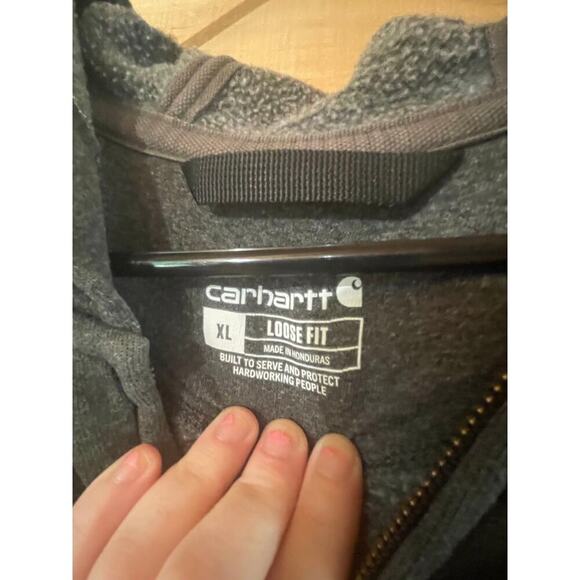 carhartt
XL LOOSE FIT
MADE IN HONDURAS
BUILT TO SERVE AND PROTECT
HARDWORKING PEOPLE